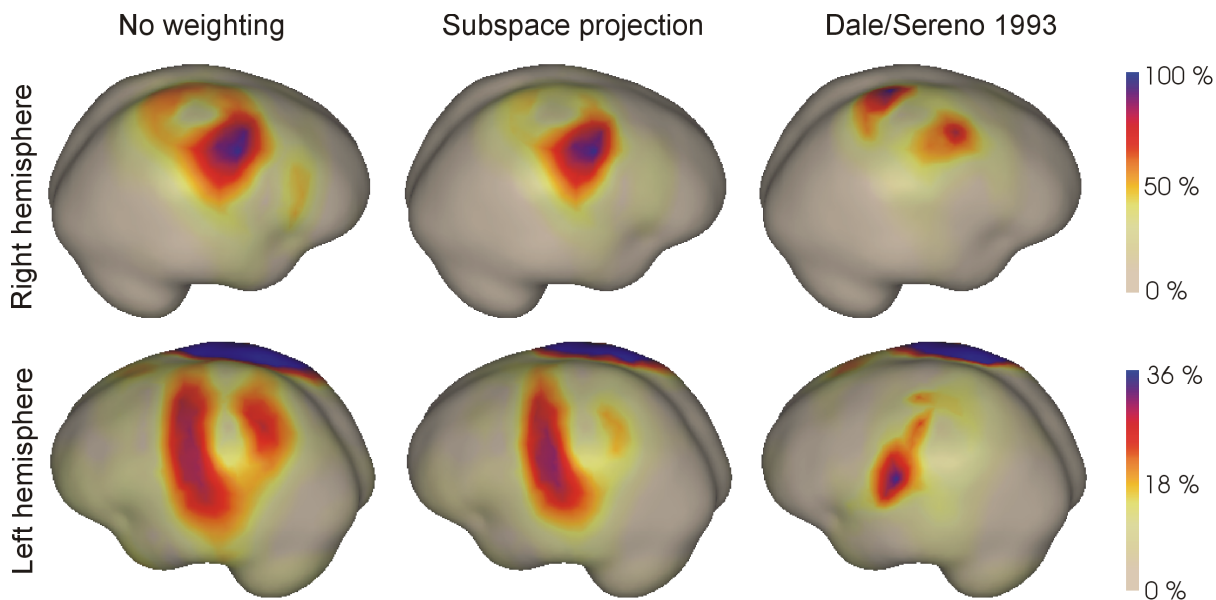 No weighting
Subspace projection
Dale/Sereno 1993
Right hemisphere
100 %
50 %
0 %
Left hemisphere
36 %
18 %
0 %